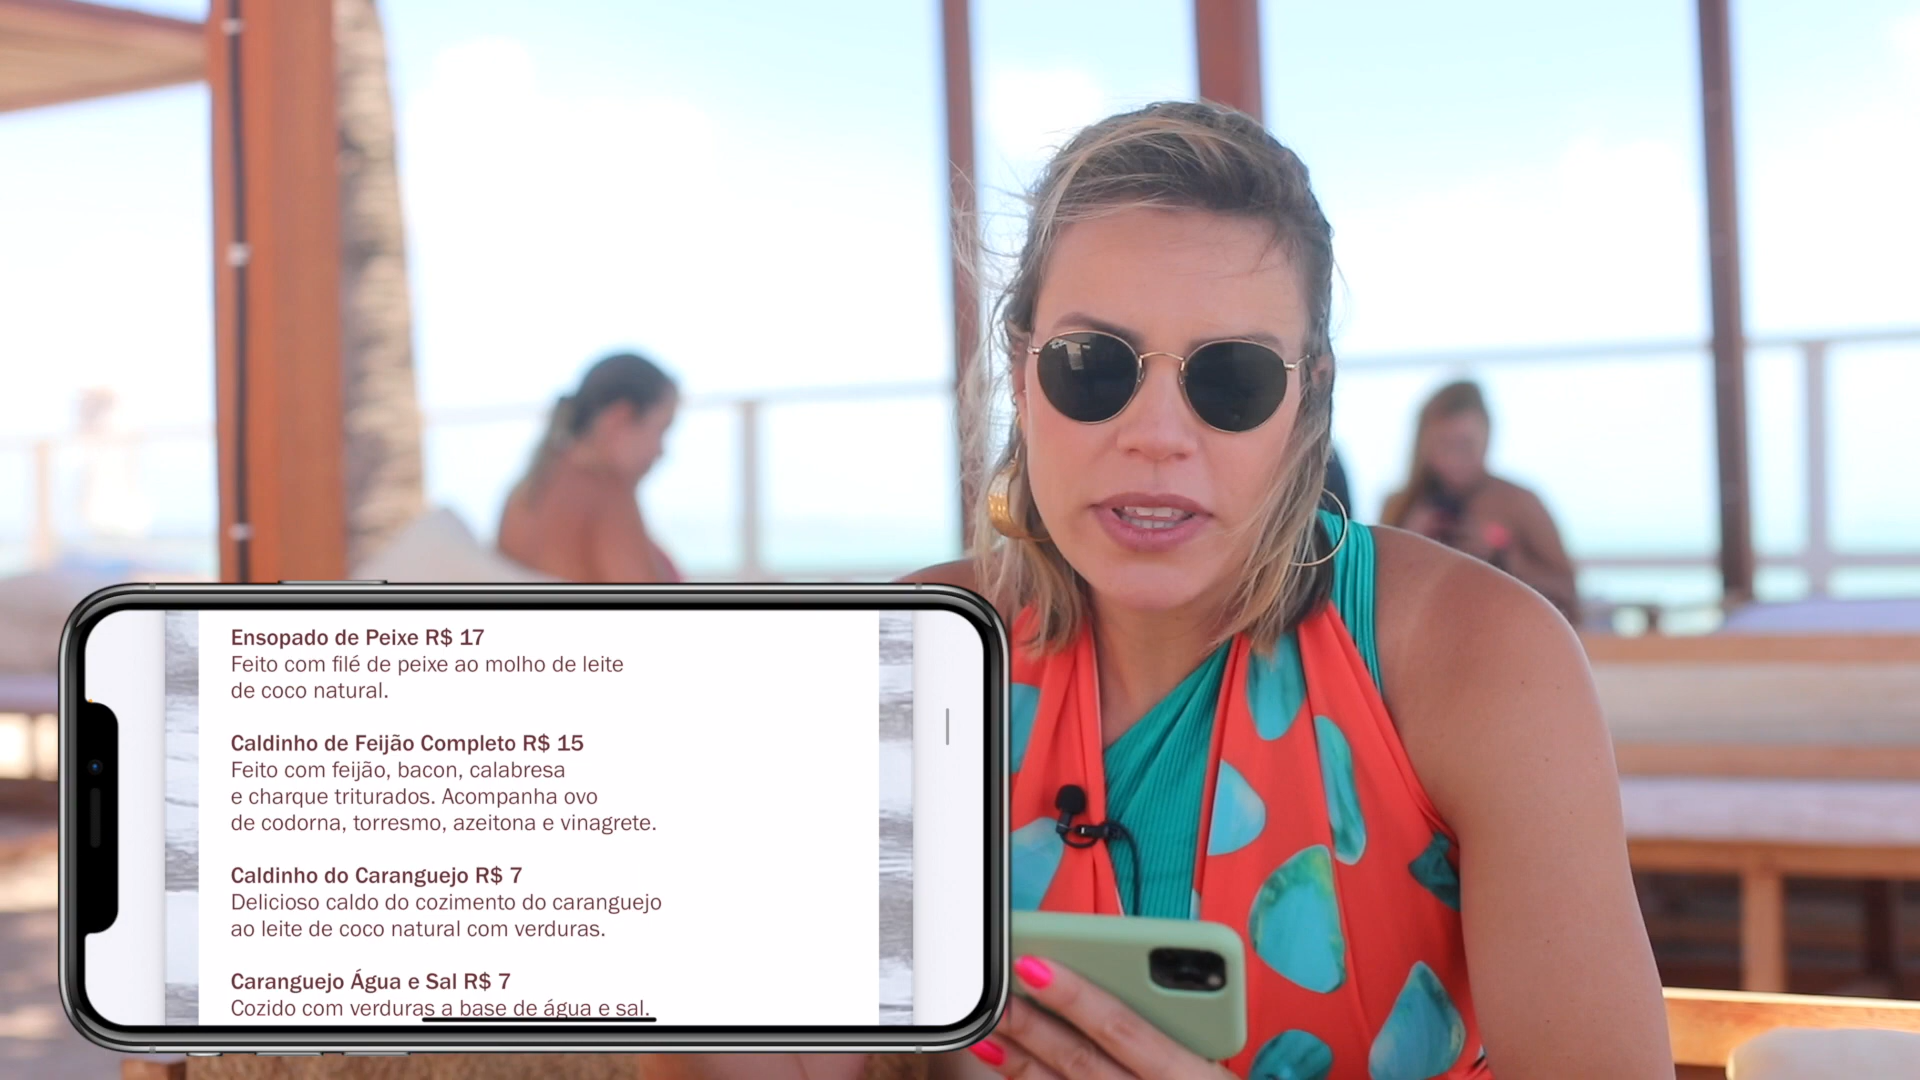 Ensopado de Peixe R$ 17
Feito com filé de peixe ao molho de leite
de coco natural.
Caldinho de Feijão Completo R$ 15
Feito com feijão, bacon, calabresa
e charque triturados. Acompanha ovo
de codorna, torresmo, azeitona e vinagrete.
Caldinho do Caranguejo R$ 7
Delicioso caldo do cozimento do caranguejo
ao leite de coco natural com verduras.
Caranguejo Água e Sal R$ 7
Cozido com verduras a base de água e sal.